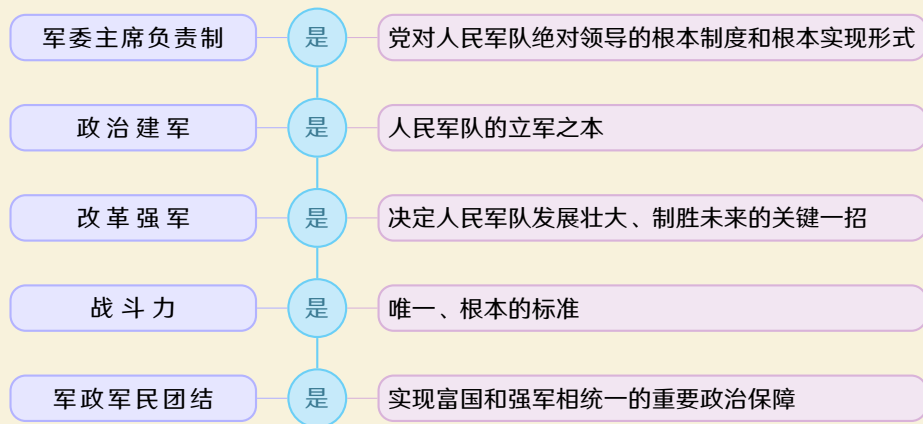 军委主席负责制 是 党对人民军队绝对领导的根本制度和根本实现形式
政治建军 是 人民军队的立军之本
改革强军 是 决定人民军队发展壮大、制胜未来的关键一招
战斗力 是 唯一、根本的标准
军政军民团结 是 实现富国和强军相统一的重要政治保障